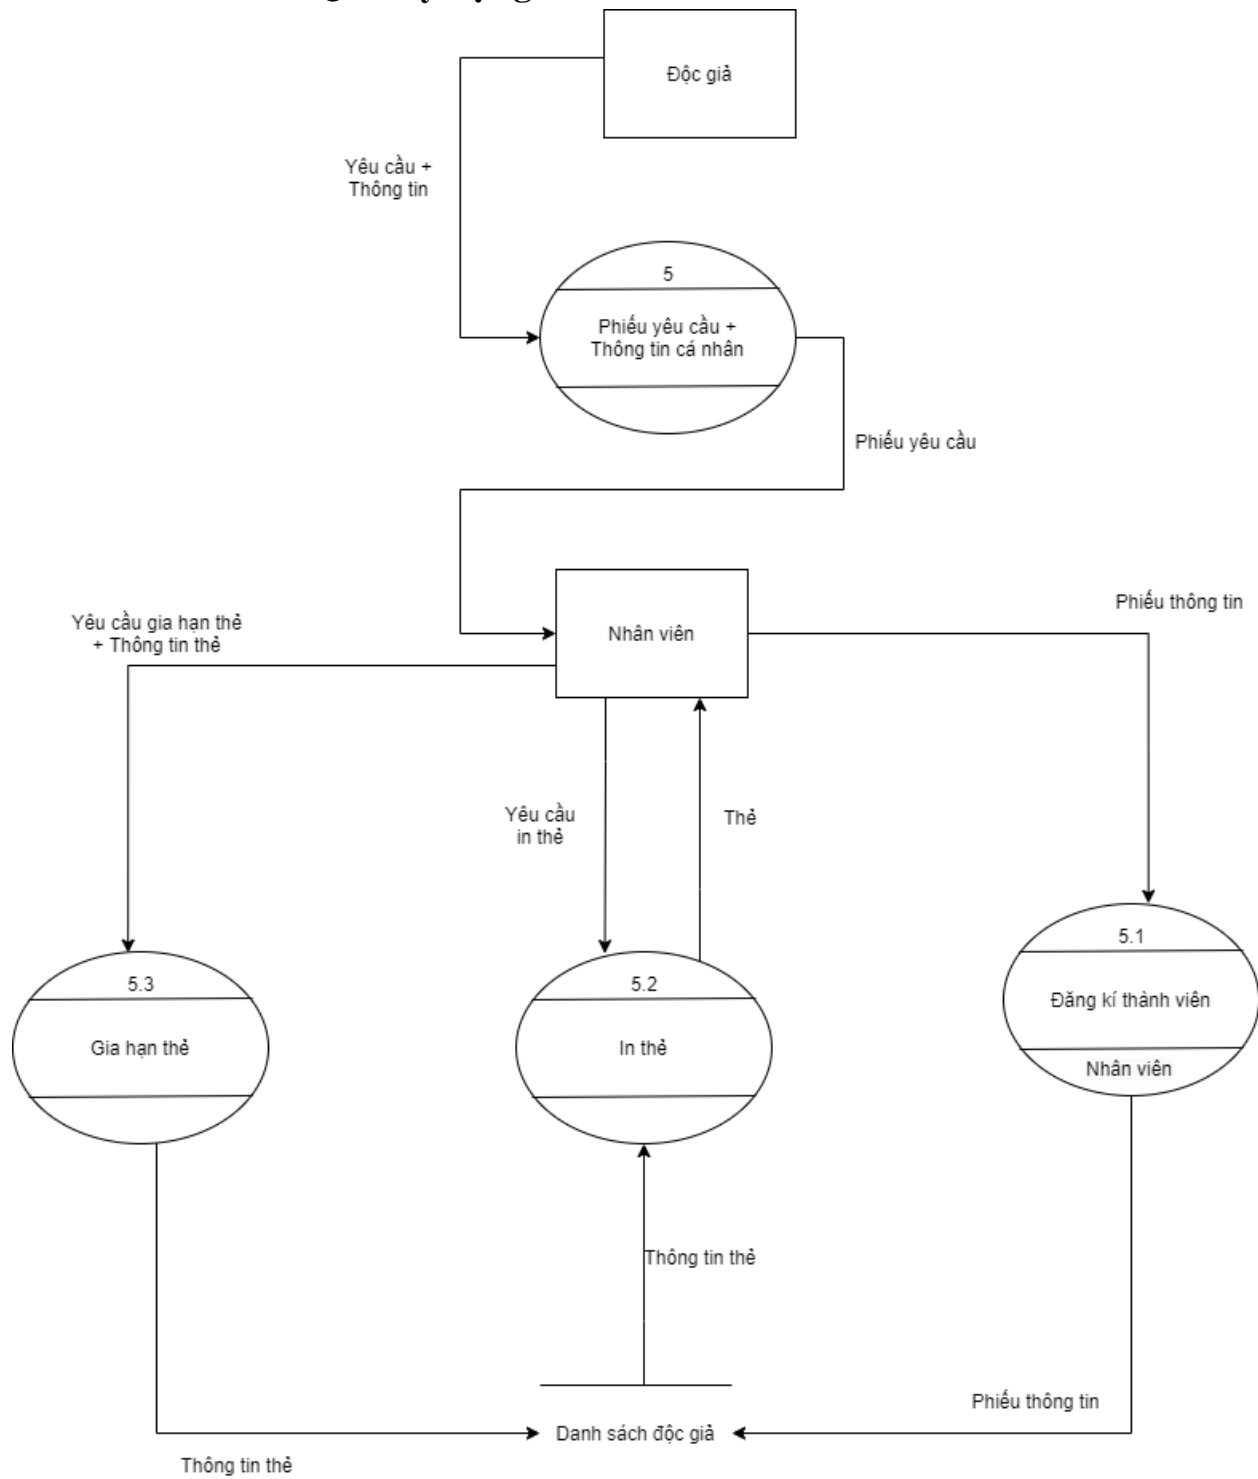 Độc giả
Yêu cầu +
Thông tin
5
Phiếu yêu cầu +
Thông tin cá nhân
Phiếu yêu cầu
Nhân viên
Phiếu thông tin
Yêu cầu gia hạn thẻ
+ Thông tin thẻ
Yêu cầu
in thẻ
Thẻ
5.1
Đăng kí thành viên
Nhân viên
5.3
Gia hạn thẻ
5.2
In thẻ
Thông tin thẻ
Phiếu thông tin
Danh sách độc giả
Thông tin thẻ